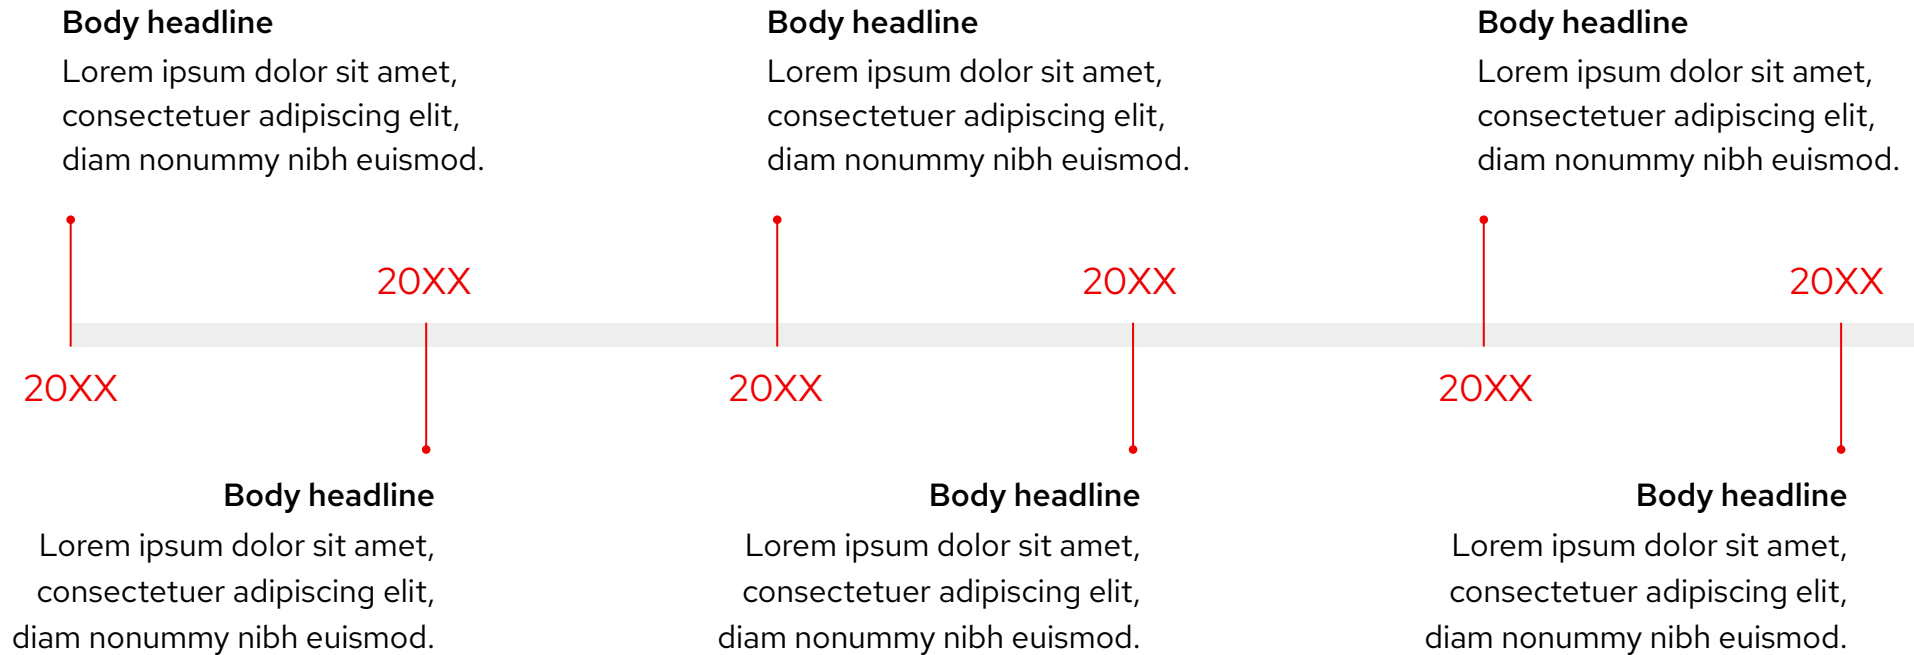 Body headline
Lorem ipsum dolor sit amet,
consectetuer adipiscing elit,
diam nonummy nibh euismod.
Body headline
Lorem ipsum dolor sit amet,
consectetuer adipiscing elit,
diam nonummy nibh euismod.
Body headline
Lorem ipsum dolor sit amet,
consectetuer adipiscing elit,
diam nonummy nibh euismod.
20XX
20XX
20XX
20XX
20XX
20XX
Body headline
Lorem ipsum dolor sit amet,
consectetuer adipiscing elit,
diam nonummy nibh euismod.
Body headline
Lorem ipsum dolor sit amet,
consectetuer adipiscing elit,
diam nonummy nibh euismod.
Body headline
Lorem ipsum dolor sit amet,
consectetuer adipiscing elit,
diam nonummy nibh euismod.